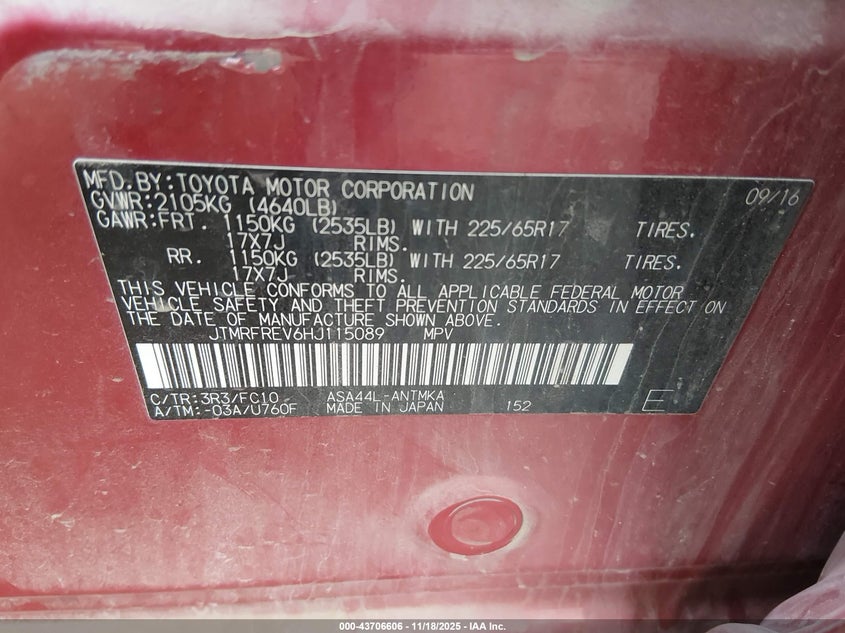 MFD.BY:TOYOTA MOTOR CORPORATION 09/16
GVWR:2105KG (4640LB)
GAWR:FRT. 1150KG (2535LB) WITH 225/65R17 TIRES.
17X7J RIMS.
RR. 1150KG (2535LB) WITH 225/65R17 TIRES.
17X7J RIMS.
THIS VEHICLE CONFORMS TO ALL APPLICABLE FEDERAL MOTOR
VEHICLE SAFETY AND THEFT PREVENTION STANDARDS IN EFFECT ON
THE DATE OF MANUFACTURE SHOWN ABOVE.
JTMRFREV6HJ115089 MPV
C/TR:3R3/FC10 ASA44L-ANTMKA
A/TM:-03A/U760F MADE IN JAPAN 152 E
000-43706606 - 11/18/2025 - IAA Inc.